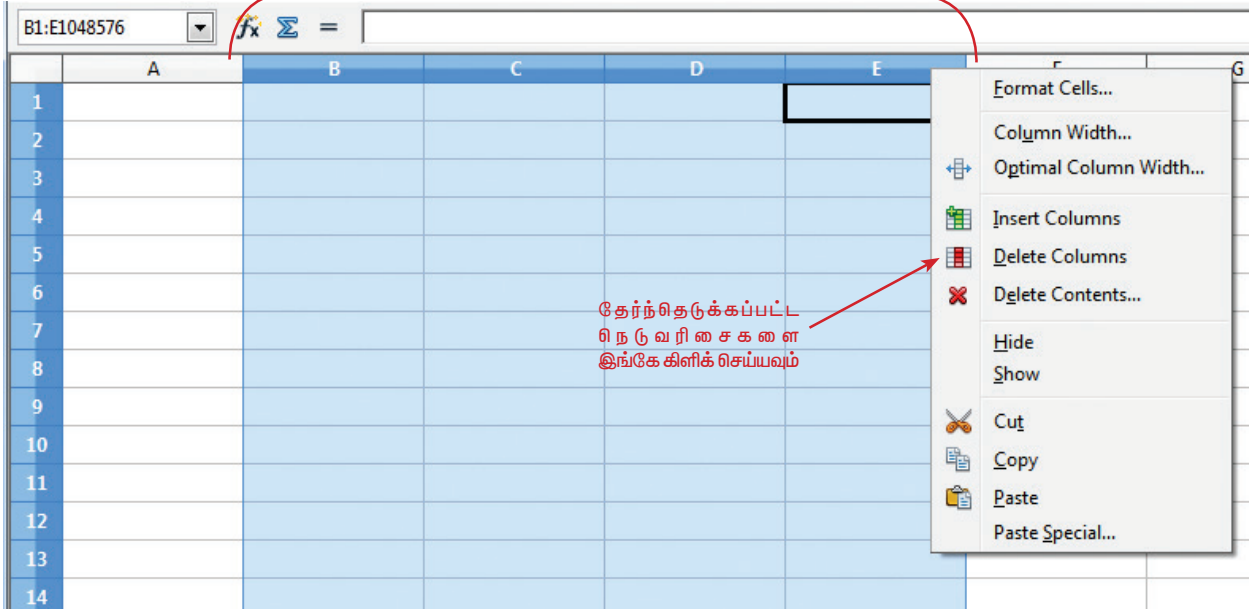 B1:E1048576
A B C D E F G
1
2
3
4
5
6
7
8
9
10
11
12
13
14
Format Cells...
Column Width...
Optimal Column Width...
Insert Columns
Delete Columns
Delete Contents...
Hide
Show
Cut
Copy
Paste
Paste Special...
தேர்ந்தெடுக்கப்பட்ட
நெடுவரிசைகளை
இங்கே கிளிக் செய்யவும்